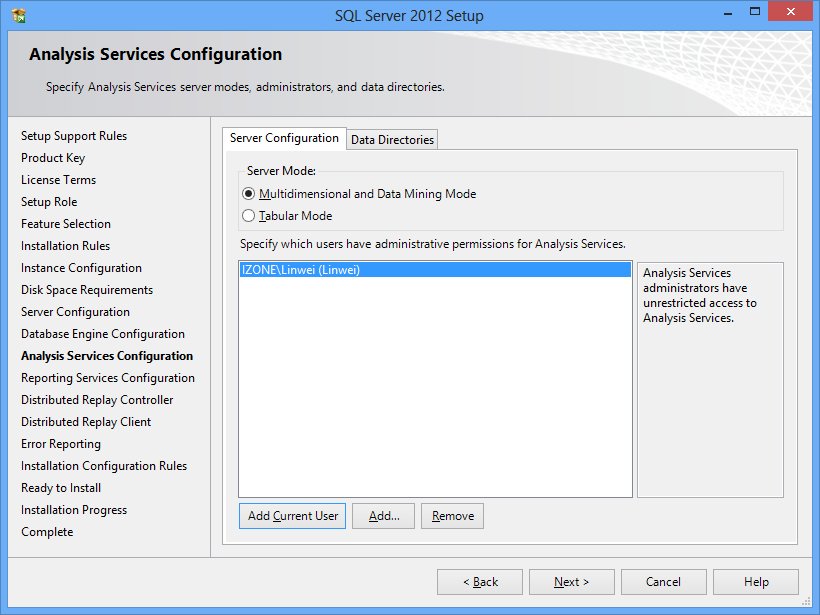 SQL Server 2012 Setup
Analysis Services Configuration
Specify Analysis Services server modes, administrators, and data directories.
Setup Support Rules
Product Key
License Terms
Setup Role
Feature Selection
Installation Rules
Instance Configuration
Disk Space Requirements
Server Configuration
Database Engine Configuration
Analysis Services Configuration
Reporting Services Configuration
Distributed Replay Controller
Distributed Replay Client
Error Reporting
Installation Configuration Rules
Ready to Install
Installation Progress
Complete
Server Configuration Data Directories
Server Mode:
Multidimensional and Data Mining Mode
Tabular Mode
Specify which users have administrative permissions for Analysis Services.
IZONE\Linwei (Linwei)
Analysis Services
administrators have
unrestricted access to
Analysis Services.
Add Current User Add... Remove
< Back Next > Cancel Help